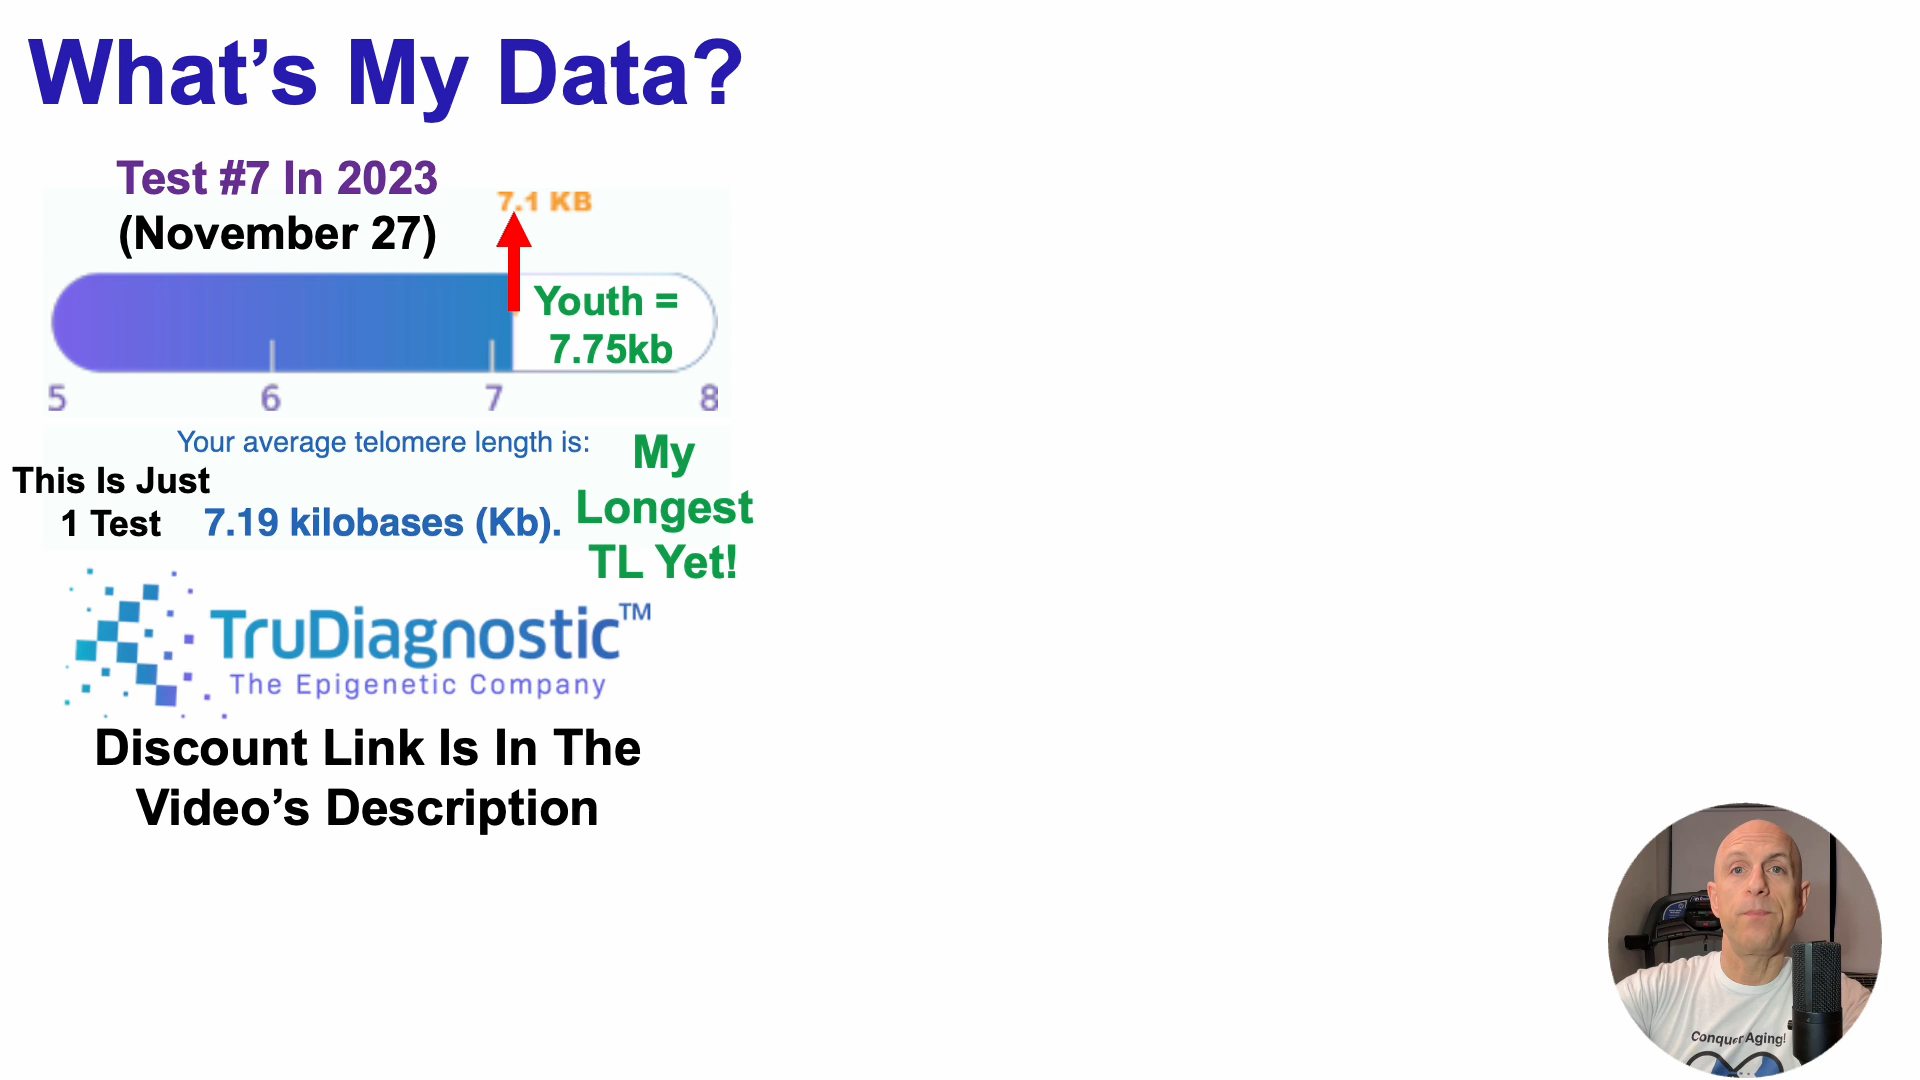 What’s My Data?
Test #7 In 2023
(November 27)
7.1 KB
Youth =
7.75kb
5 6 7 8
Your average telomere length is:
My
Longest
TL Yet!
This Is Just
1 Test
7.19 kilobases (Kb).
TruDiagnostic™
The Epigenetic Company
Discount Link Is In The
Video’s Description
Conquer Aging!